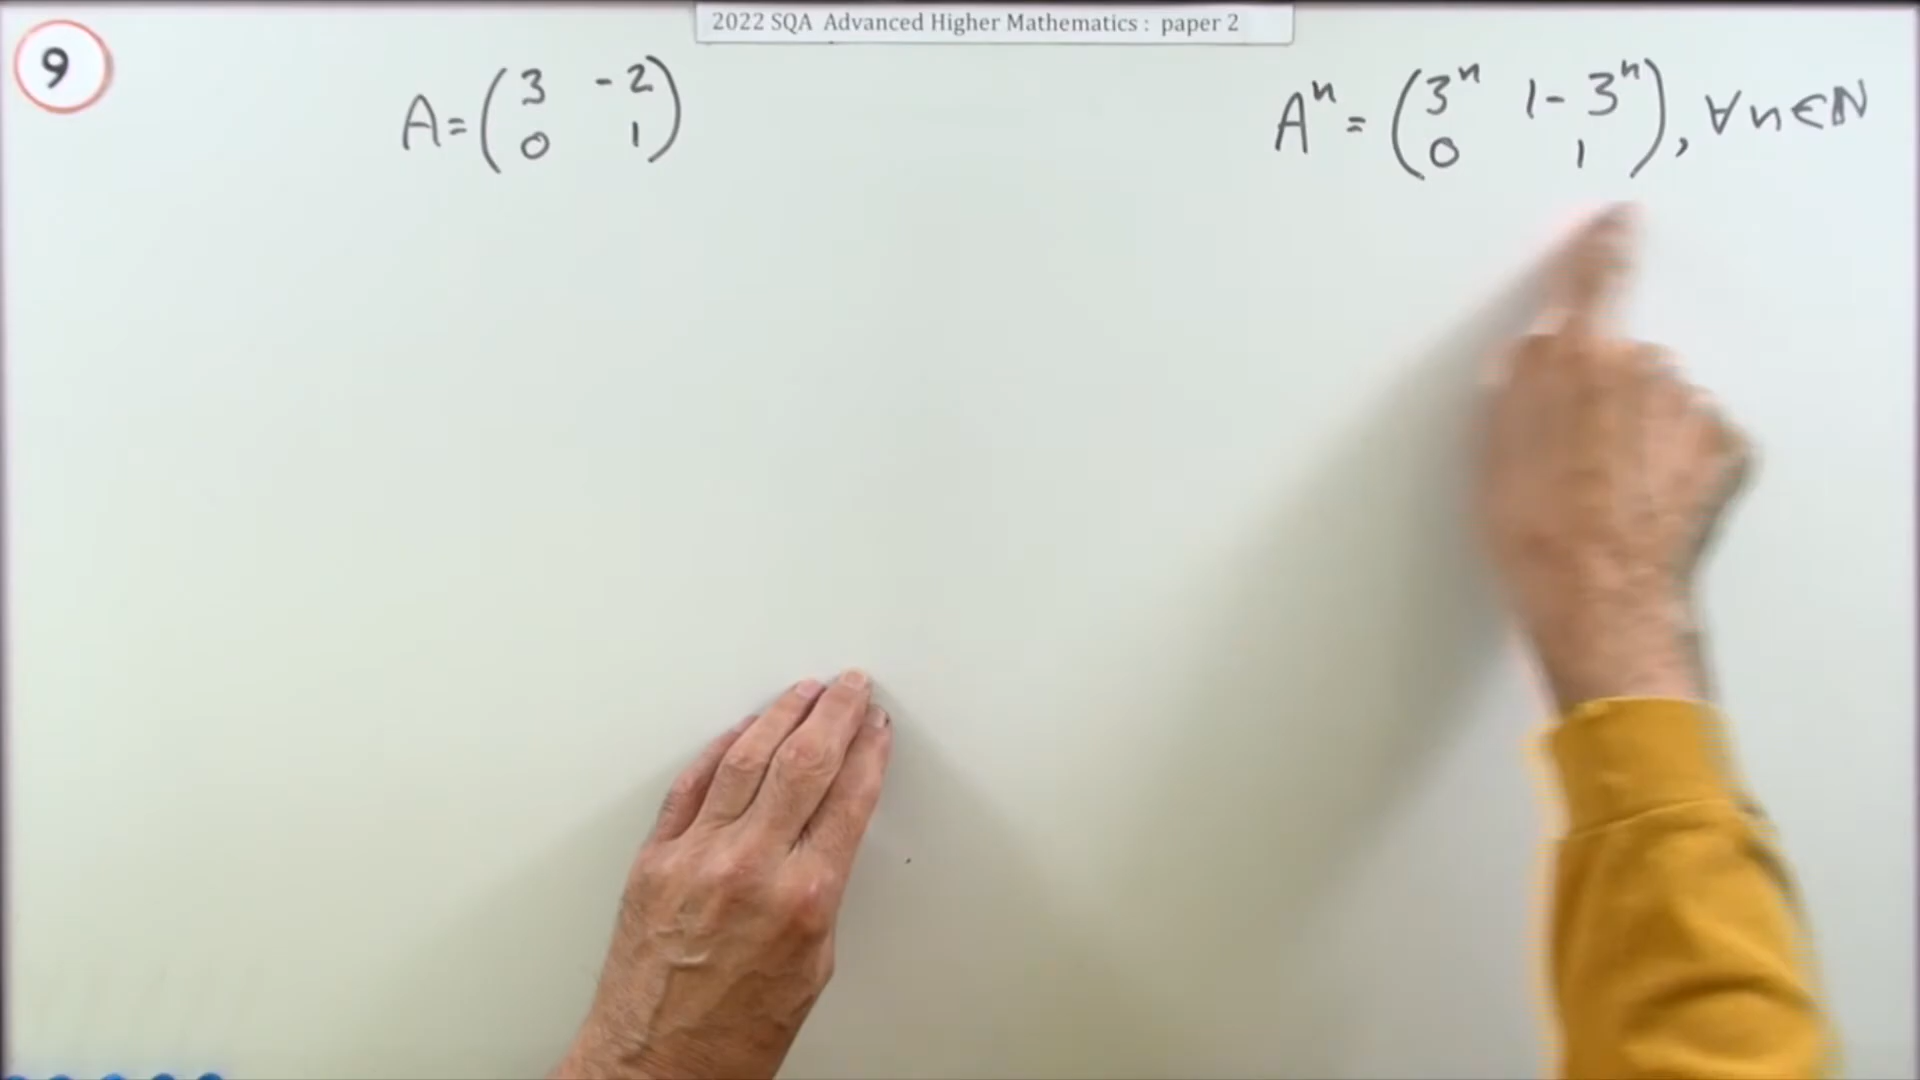 2022 SQA Advanced Higher Mathematics : paper 2
9
A = ( 3 -2
0 1 )
Aⁿ = ( 3ⁿ 1 - 3ⁿ
0 1 ) , ∀ n ∈ N